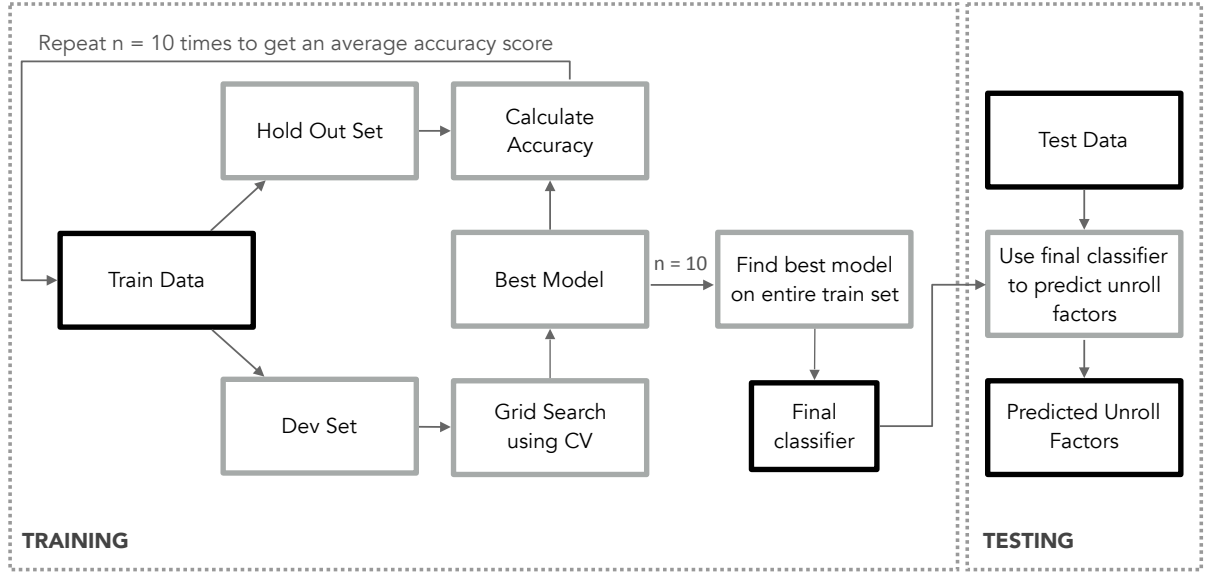 Repeat n = 10 times to get an average accuracy score
Hold Out Set
Calculate
Accuracy
Train Data
Best Model
n = 10
Find best model
on entire train set
Dev Set
Grid Search
using CV
Final
classifier
TRAINING
Test Data
Use final classifier
to predict unroll
factors
Predicted Unroll
Factors
TESTING